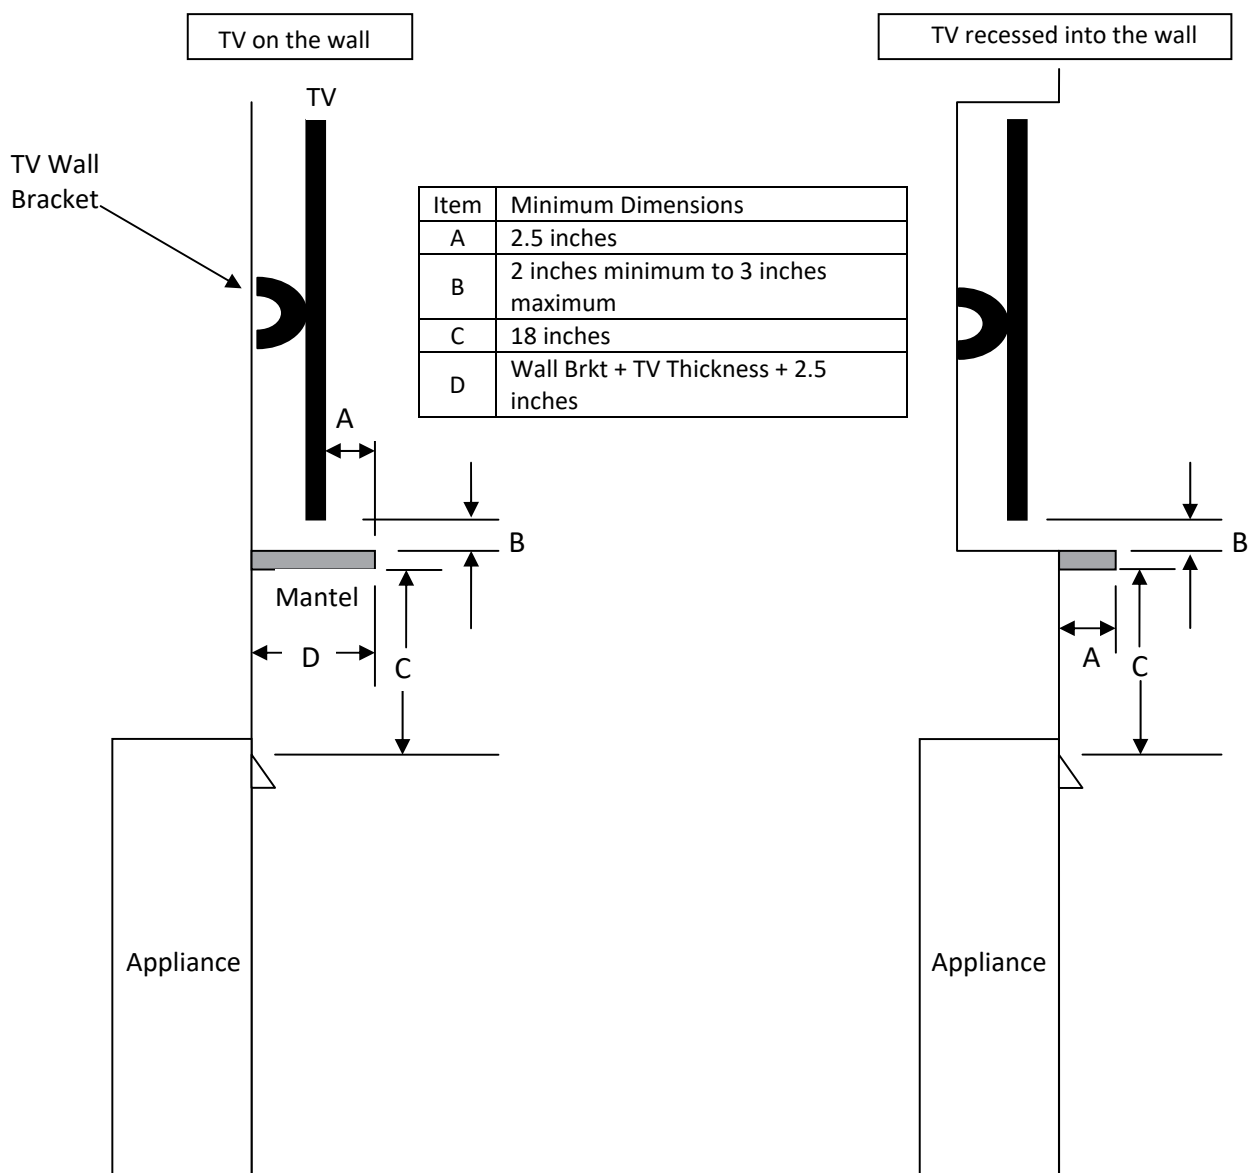 TV on the wall
TV recessed into the wall
TV
TV Wall
Bracket
Item Minimum Dimensions
A 2.5 inches
B 2 inches minimum to 3 inches
maximum
C 18 inches
D Wall Brkt + TV Thickness + 2.5
inches
A
B
Mantel
D
C
Appliance
B
A
C
Appliance